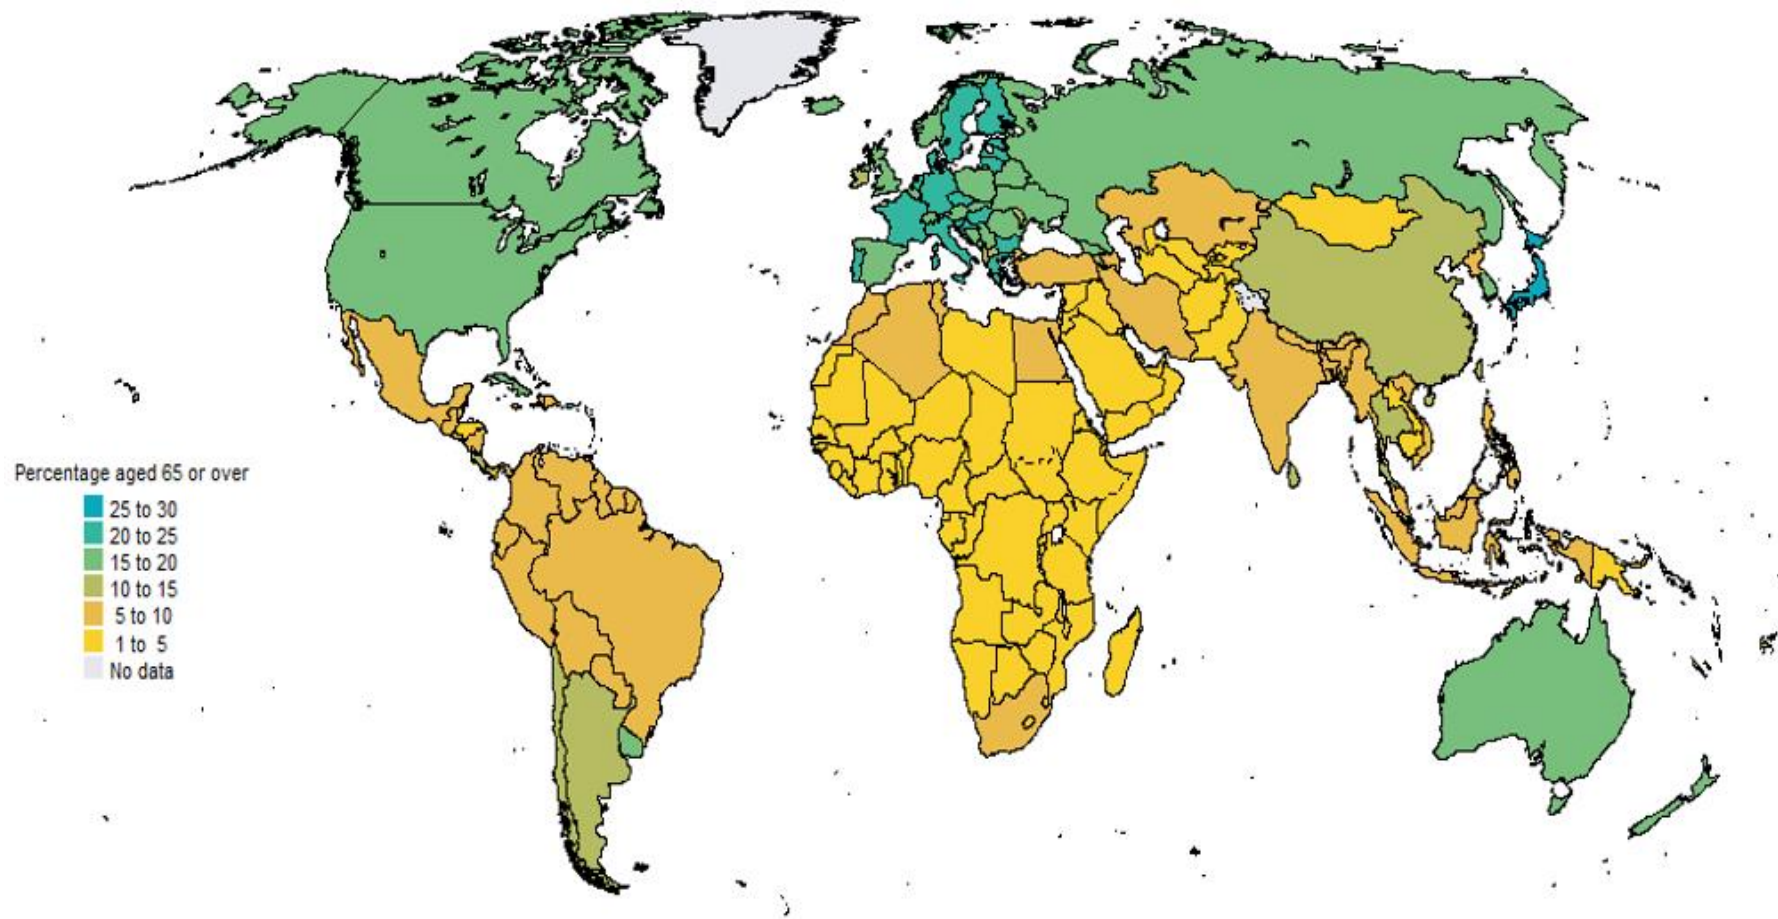 Percentage aged 65 or over
25 to 30
20 to 25
15 to 20
10 to 15
5 to 10
1 to 5
No data